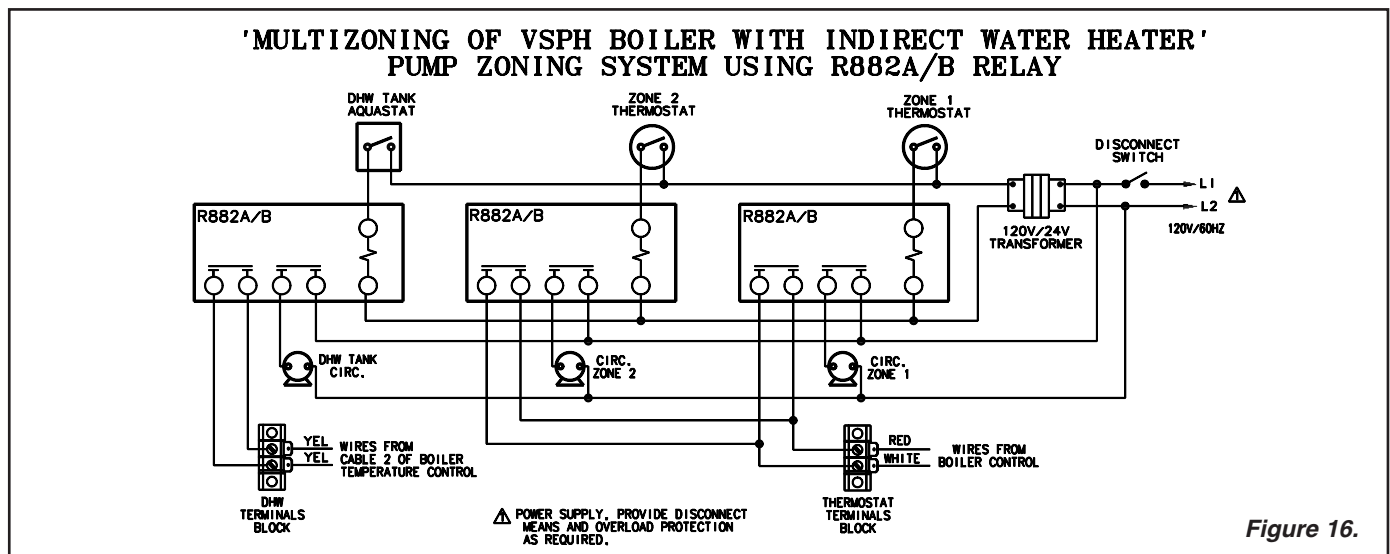 'MULTIZONING OF VSPH BOILER WITH INDIRECT WATER HEATER'
PUMP ZONING SYSTEM USING R882A/B RELAY
DHW TANK
AQUASTAT
ZONE 2
THERMOSTAT
ZONE 1
THERMOSTAT
DISCONNECT
SWITCH
L1
L2
120V/60HZ
120V/24V
TRANSFORMER
R882A/B
R882A/B
R882A/B
DHW TANK
CIRC.
CIRC.
ZONE 2
CIRC.
ZONE 1
YEL
YEL
WIRES FROM
CABLE 2 OF BOILER
TEMPERATURE CONTROL
DHW
TERMINALS
BLOCK
RED
WHITE
WIRES FROM
BOILER CONTROL
THERMOSTAT
TERMINALS
BLOCK
! POWER SUPPLY, PROVIDE DISCONNECT
MEANS AND OVERLOAD PROTECTION
AS REQUIRED.
Figure 16.